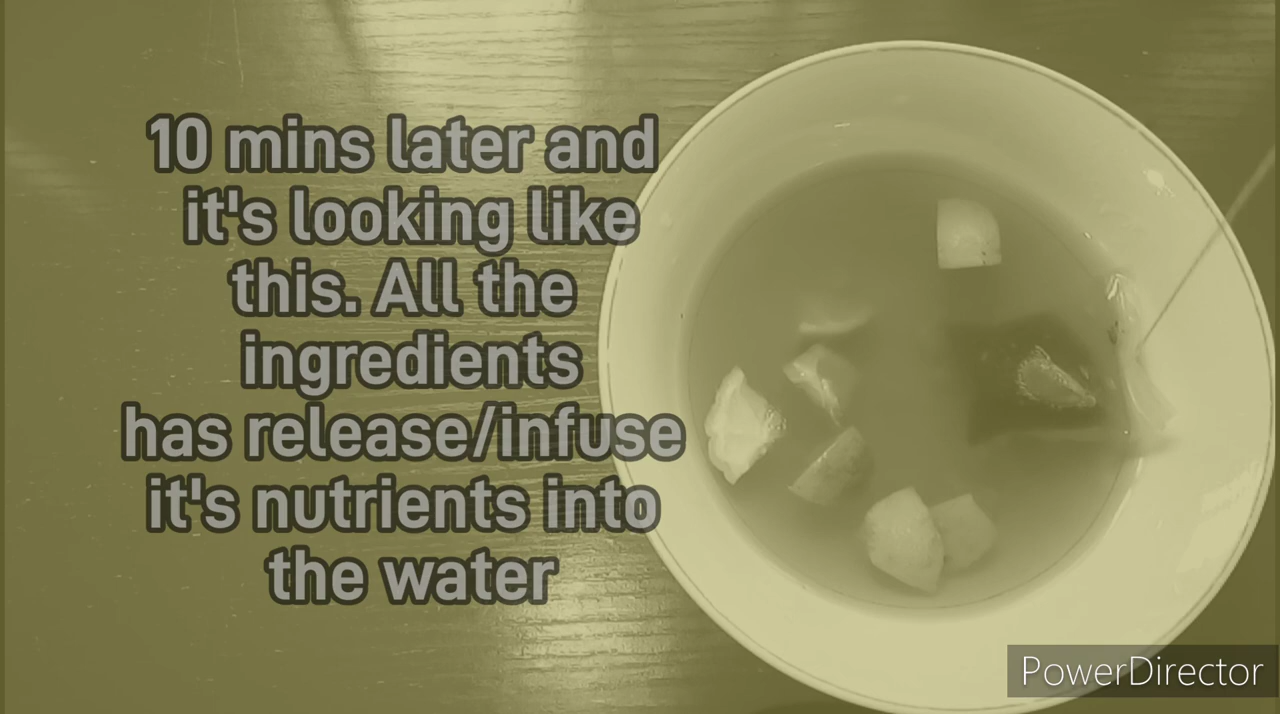 10 mins later and
it's looking like
this. All the
ingredients
has release/infuse
it's nutrients into
the water
PowerDirector